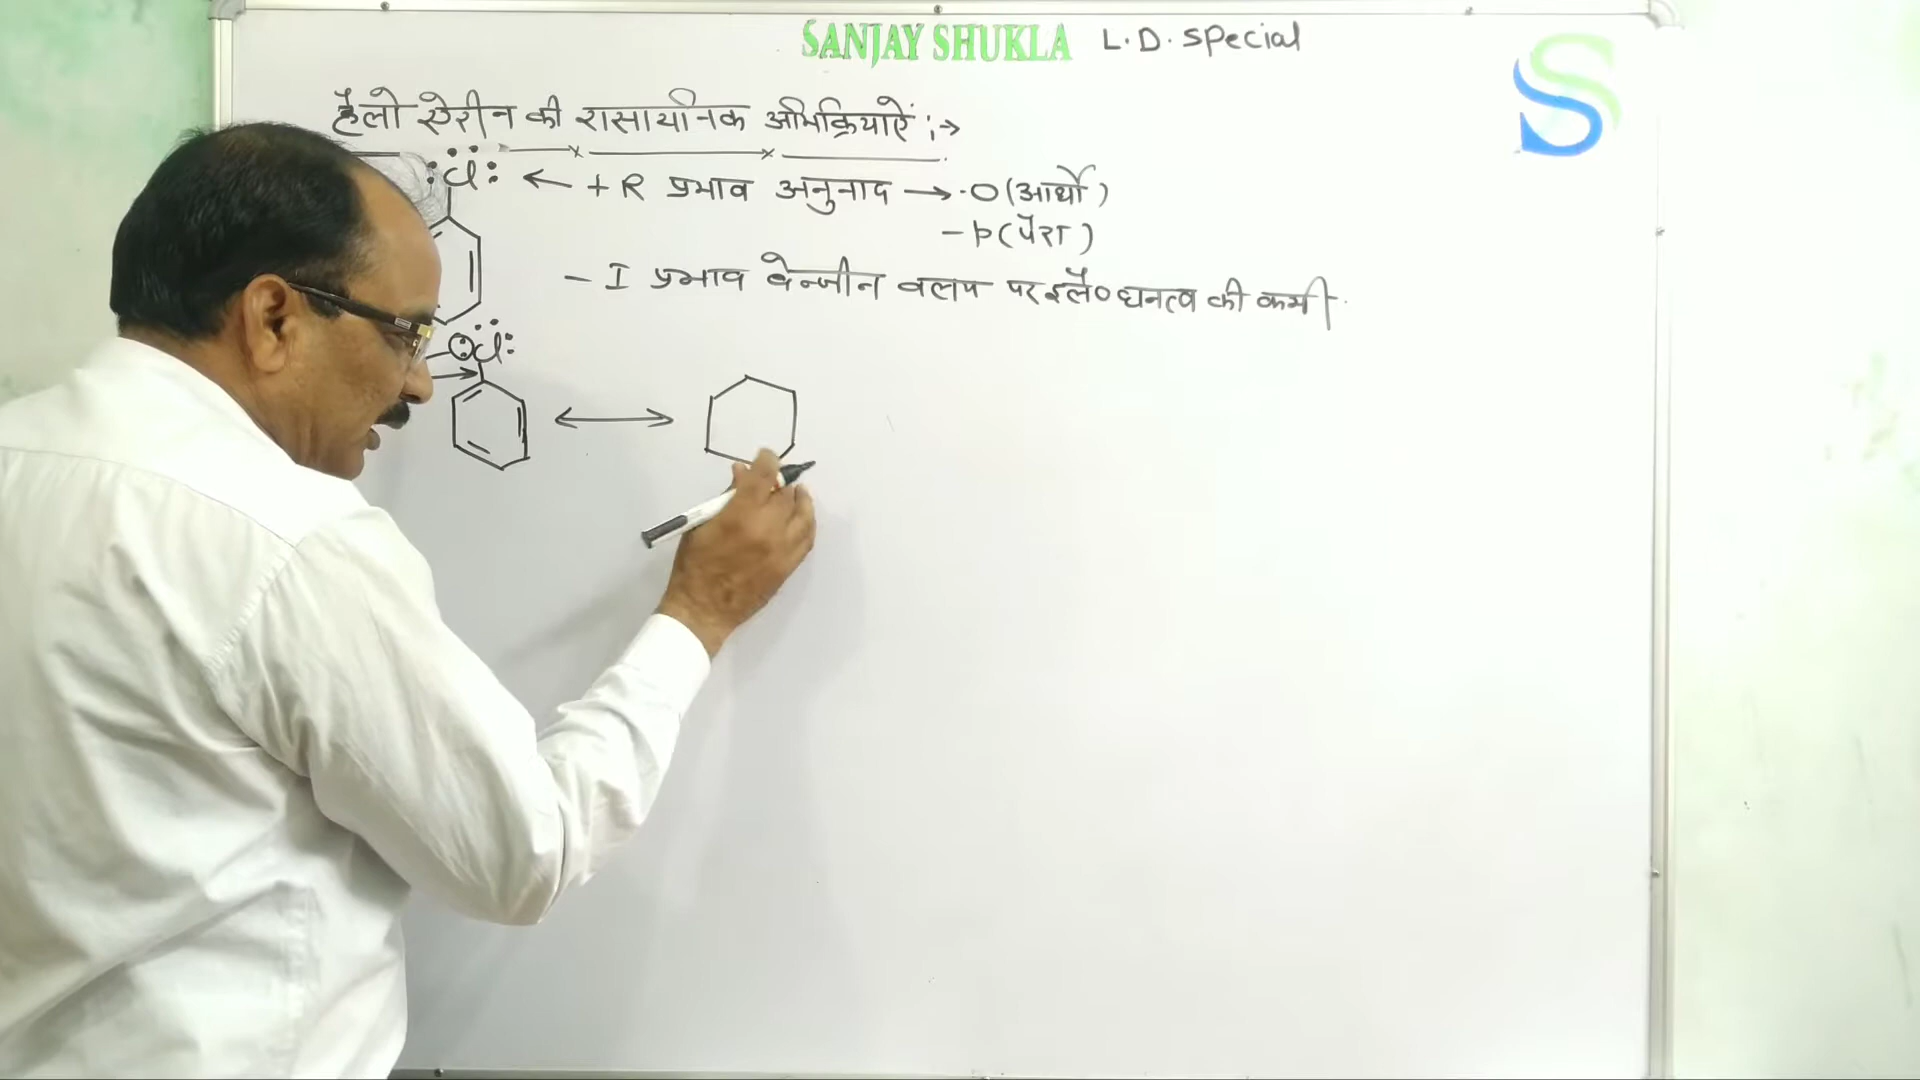 SANJAY SHUKLA L.D. Special
हैलो ऐरीन की रासायनिक अभिक्रियाऐं :→
:Cl: ← +R प्रभाव अनुनाद → -O (आर्थो)
- p (पैरा)
- I प्रभाव बेन्जीन वलय पर इलै० घनत्व की कमी.
Cl: